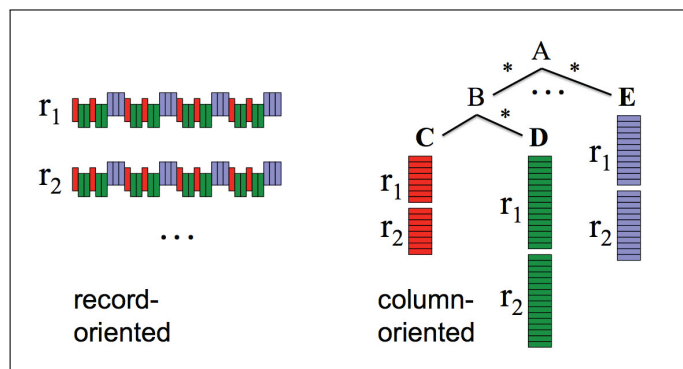 r1
r2
...
record-
oriented
A
* *
B ... E
*
C D
r1
r2
r1
r2
r1
r2
column-
oriented